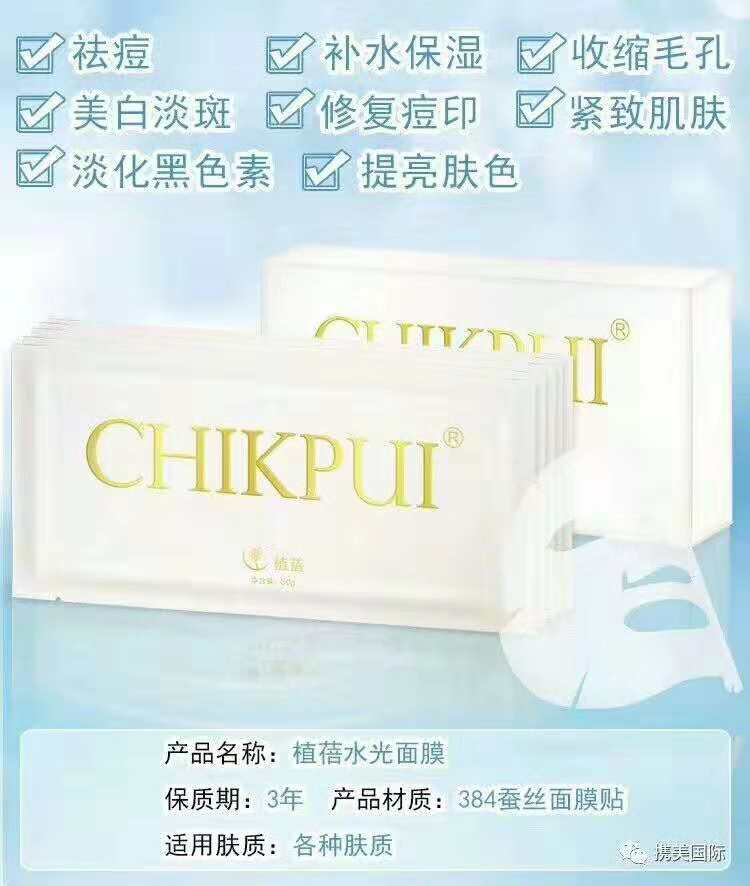 祛痘 补水保湿 收缩毛孔
美白淡斑 修复痘印 紧致肌肤
淡化黑色素 提亮肤色
CHIKPUI®
CHIKPUI®
植蓓
产品名称：植蓓水光面膜
保质期：3年 产品材质：384蚕丝面膜贴
适用肤质：各种肤质
携美国际